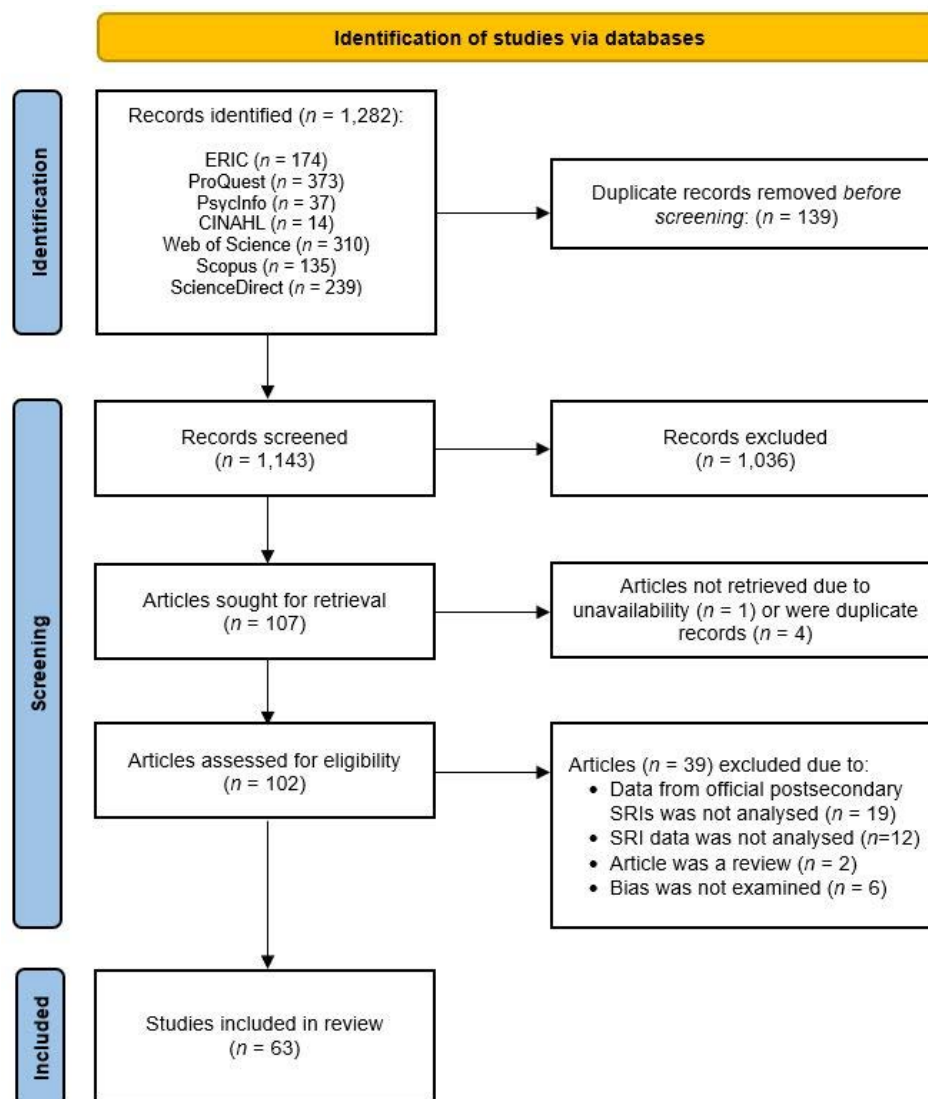 Identification of studies via databases
Identification
Records identified (n = 1,282):
ERIC (n = 174)
ProQuest (n = 373)
PsycInfo (n = 37)
CINAHL (n = 14)
Web of Science (n = 310)
Scopus (n = 135)
ScienceDirect (n = 239)
Duplicate records removed before
screening: (n = 139)
Screening
Records screened
(n = 1,143)
Records excluded
(n = 1,036)
Articles sought for retrieval
(n = 107)
Articles not retrieved due to
unavailability (n = 1) or were duplicate
records (n = 4)
Articles assessed for eligibility
(n = 102)
Articles (n = 39) excluded due to:
• Data from official postsecondary
SRIs was not analysed (n = 19)
• SRI data was not analysed (n=12)
• Article was a review (n = 2)
• Bias was not examined (n = 6)
Included
Studies included in review
(n = 63)